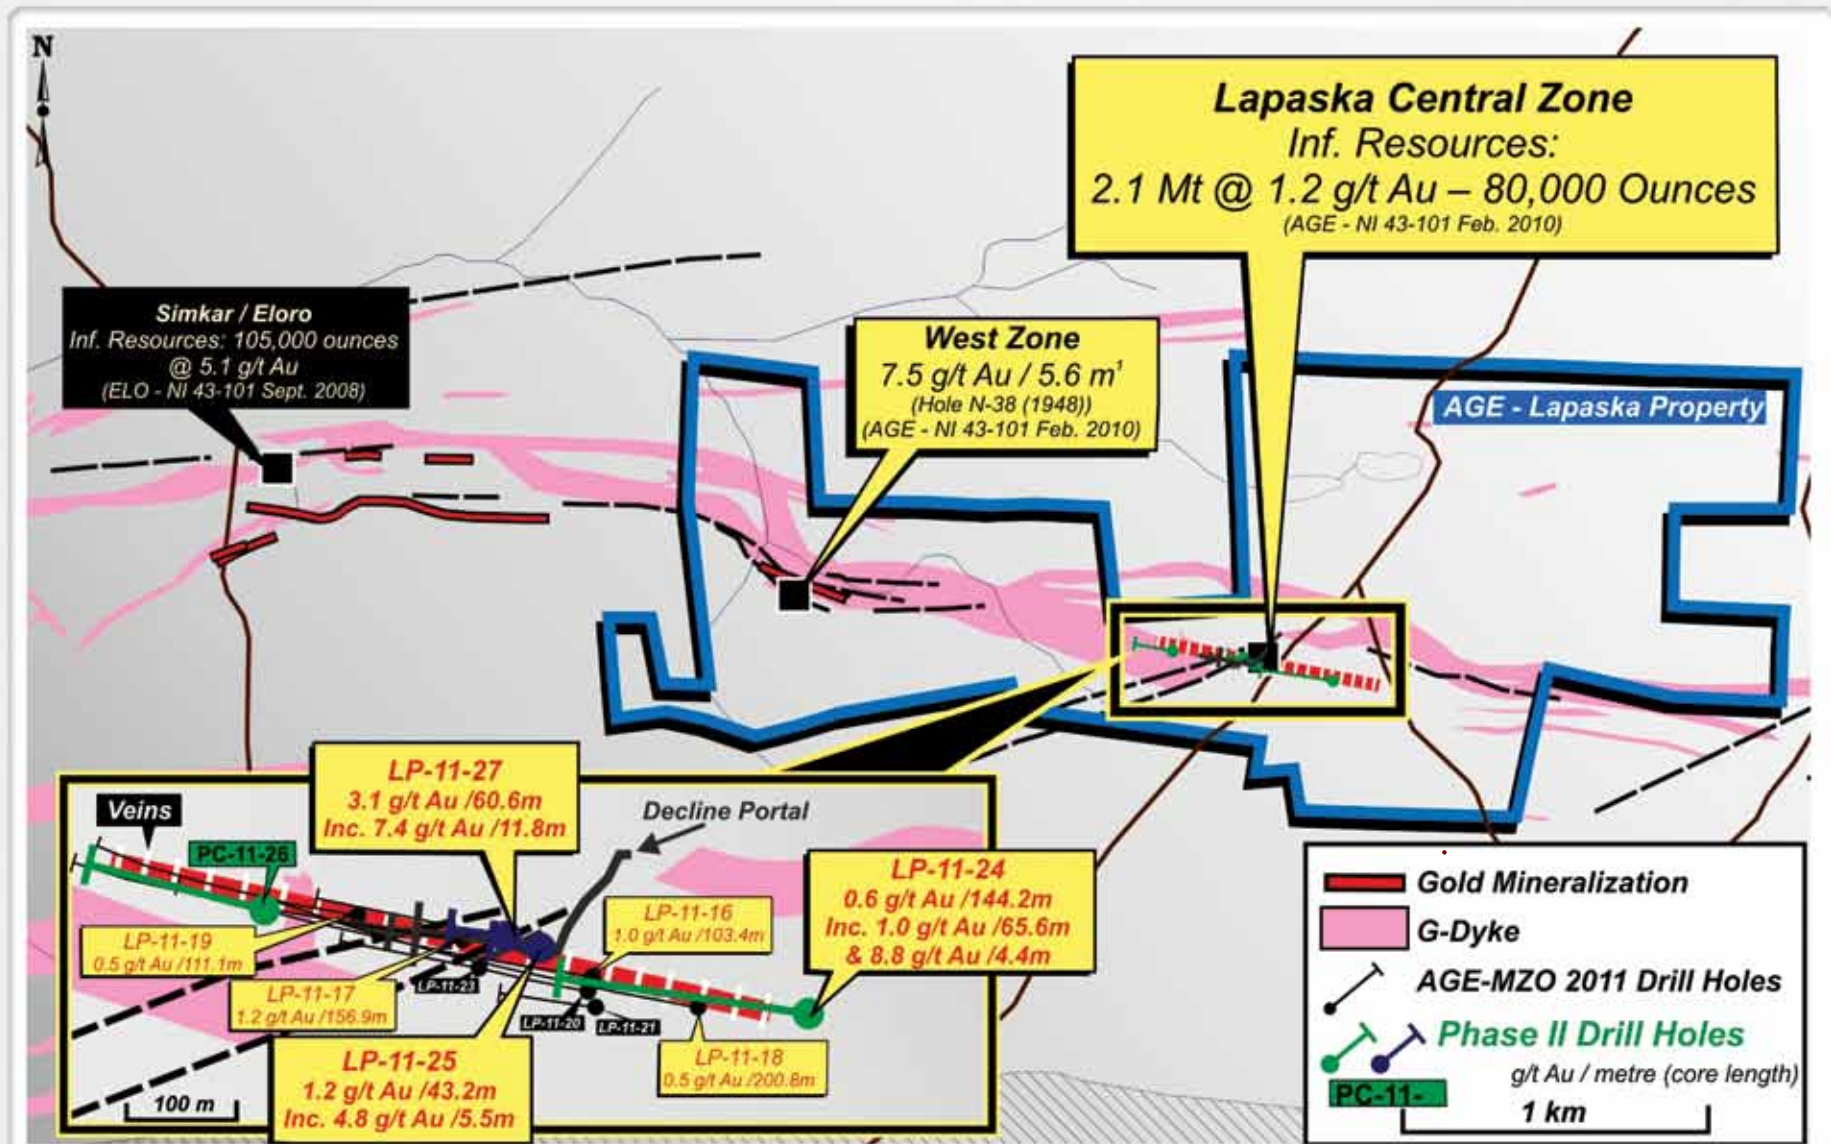 N
Lapaska Central Zone
Inf. Resources:
2.1 Mt @ 1.2 g/t Au – 80,000 Ounces
(AGE - NI 43-101 Feb. 2010)
Simkar / Eloro
Inf. Resources: 105,000 ounces
@ 5.1 g/t Au
(ELO - NI 43-101 Sept. 2008)
West Zone
7.5 g/t Au / 5.6 m¹
(Hole N-38 (1948))
(AGE - NI 43-101 Feb. 2010)
AGE - Lapaska Property
LP-11-27
3.1 g/t Au /60.6m
Inc. 7.4 g/t Au /11.8m
Veins
Decline Portal
PC-11-26
LP-11-24
0.6 g/t Au /144.2m
Inc. 1.0 g/t Au /65.6m
& 8.8 g/t Au /4.4m
LP-11-16
1.0 g/t Au /103.4m
LP-11-19
0.5 g/t Au /111.1m
LP-11-17
1.2 g/t Au /156.9m
LP-11-23
LP-11-20
LP-11-21
LP-11-25
1.2 g/t Au /43.2m
Inc. 4.8 g/t Au /5.5m
LP-11-18
0.5 g/t Au /200.8m
100 m
Gold Mineralization
G-Dyke
AGE-MZO 2011 Drill Holes
Phase II Drill Holes
g/t Au / metre (core length)
PC-11-
1 km